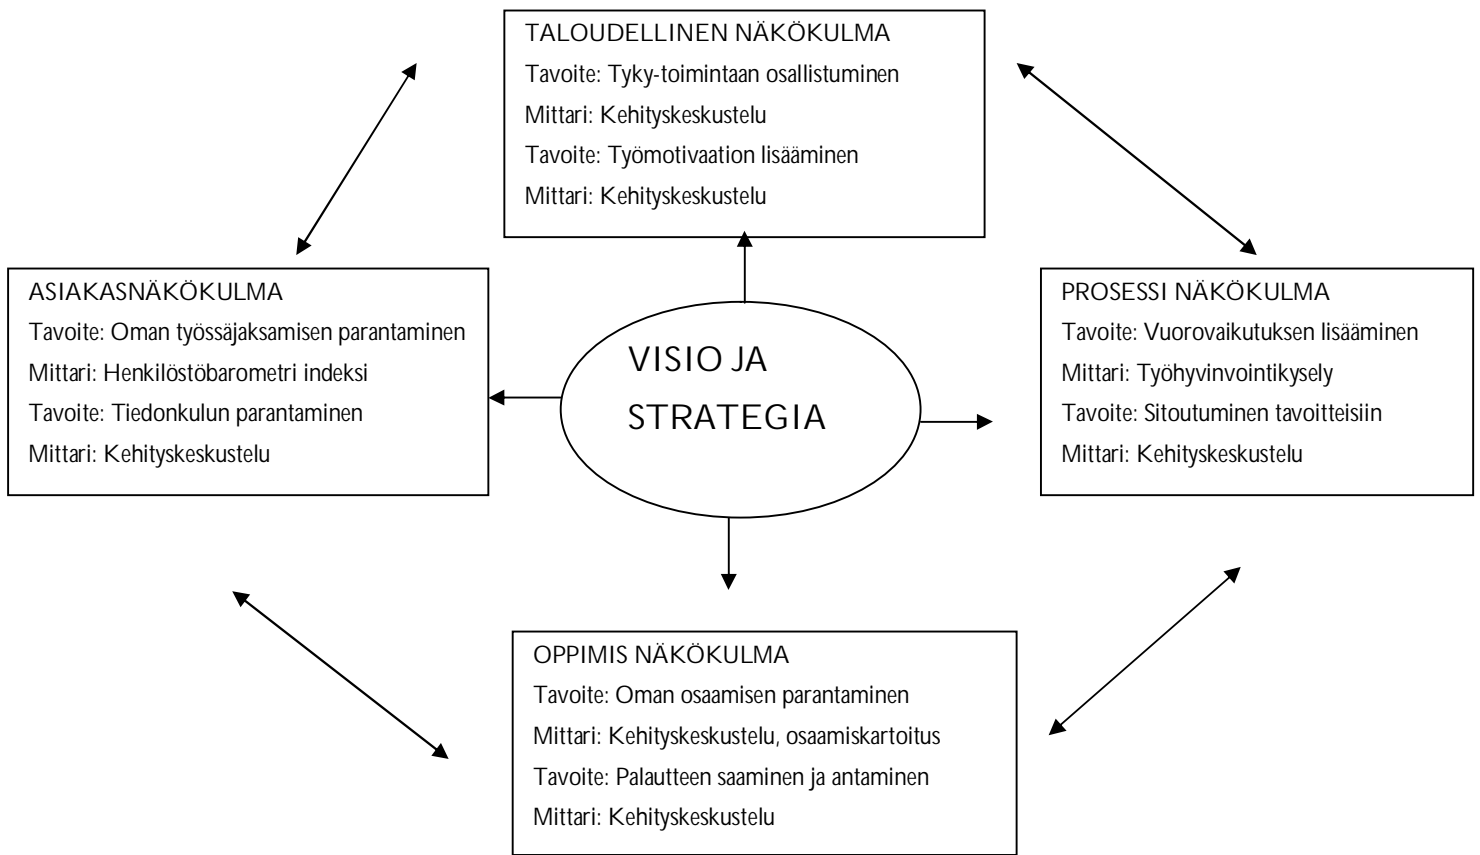 TALOUDELLINEN NÄKÖKULMA
Tavoite: Tyky-toimintaan osallistuminen
Mittari: Kehityskeskustelu
Tavoite: Työmotivaation lisääminen
Mittari: Kehityskeskustelu
ASIAKASNÄKÖKULMA
Tavoite: Oman työssäjaksamisen parantaminen
Mittari: Henkilöstöbarometri indeksi
Tavoite: Tiedonkulun parantaminen
Mittari: Kehityskeskustelu
VISIO JA
STRATEGIA
PROSESSI NÄKÖKULMA
Tavoite: Vuorovaikutuksen lisääminen
Mittari: Työhyvinvointikysely
Tavoite: Sitoutuminen tavoitteisiin
Mittari: Kehityskeskustelu
OPPIMIS NÄKÖKULMA
Tavoite: Oman osaamisen parantaminen
Mittari: Kehityskeskustelu, osaamiskartoitus
Tavoite: Palautteen saaminen ja antaminen
Mittari: Kehityskeskustelu